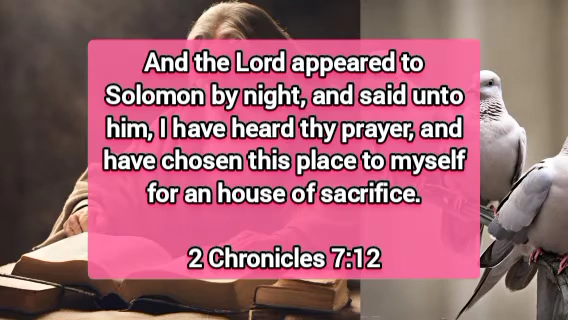 And the Lord appeared to
Solomon by night, and said unto
him, I have heard thy prayer, and
have chosen this place to myself
for an house of sacrifice.
2 Chronicles 7:12